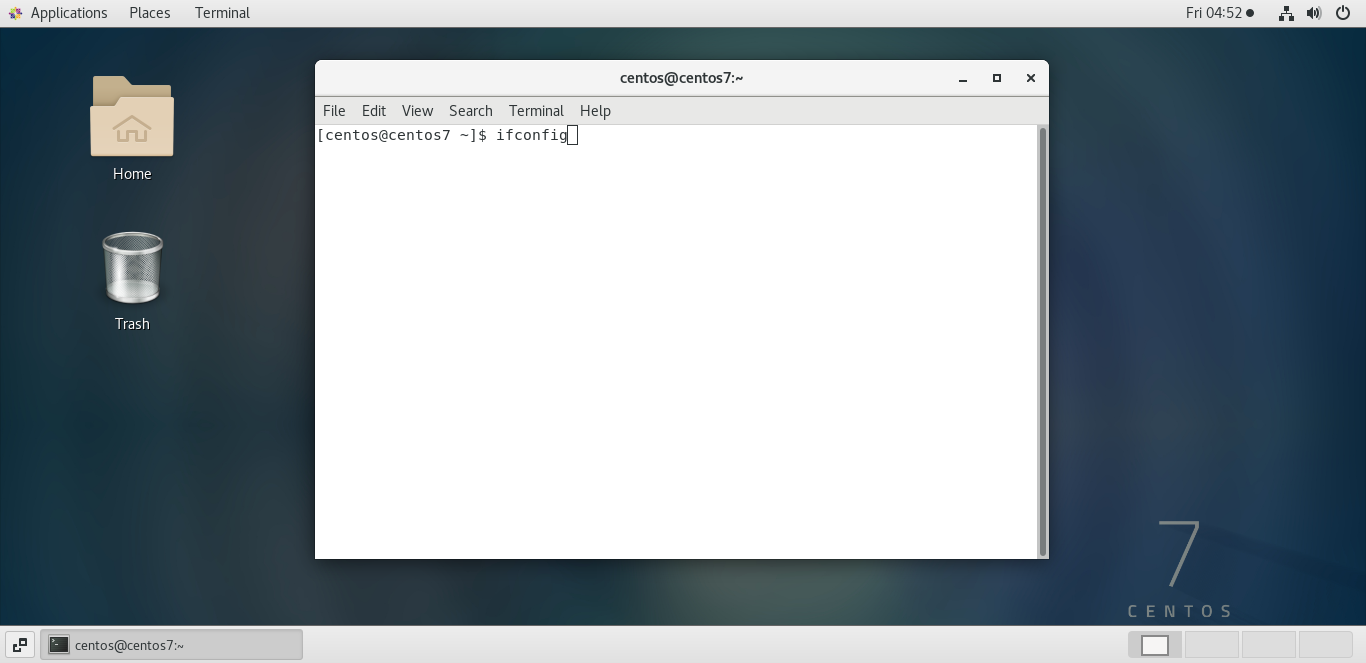 Applications Places Terminal Fri 04:52
centos@centos7:~
File Edit View Search Terminal Help
[centos@centos7 ~]$ ifconfig
Home
Trash
7
CENTOS
centos@centos7:~